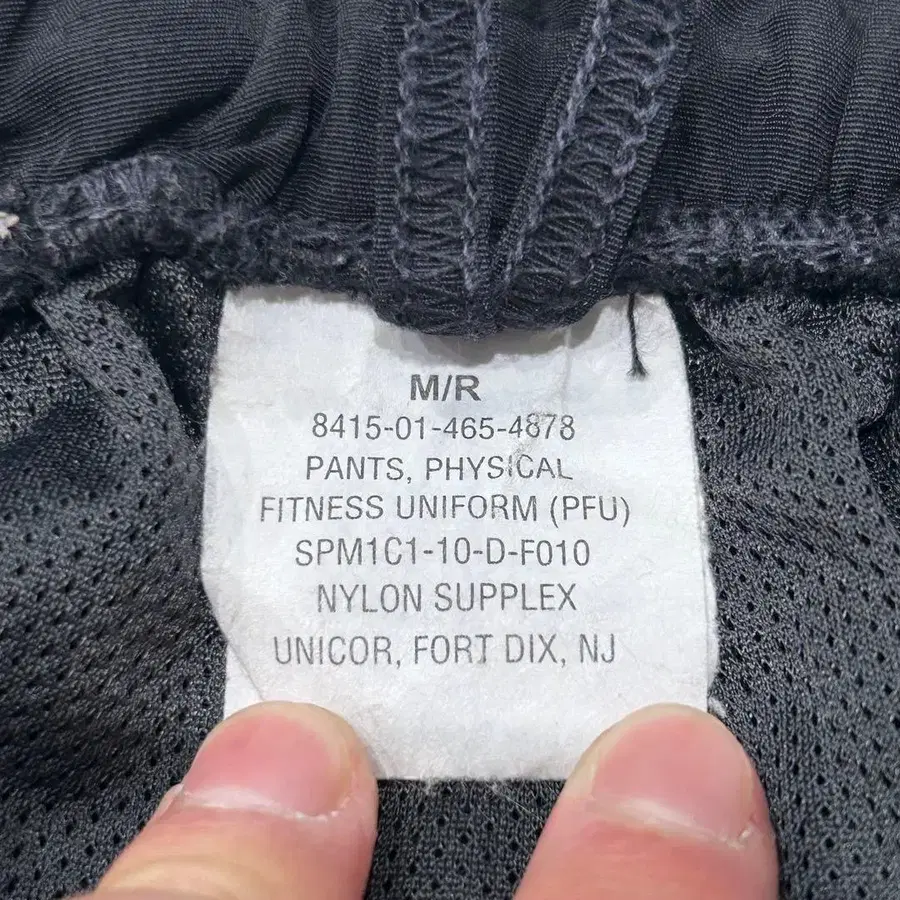 M/R
8415-01-465-4878
PANTS, PHYSICAL
FITNESS UNIFORM (PFU)
SPM1C1-10-D-F010
NYLON SUPPLEX
UNICOR, FORT DIX, NJ